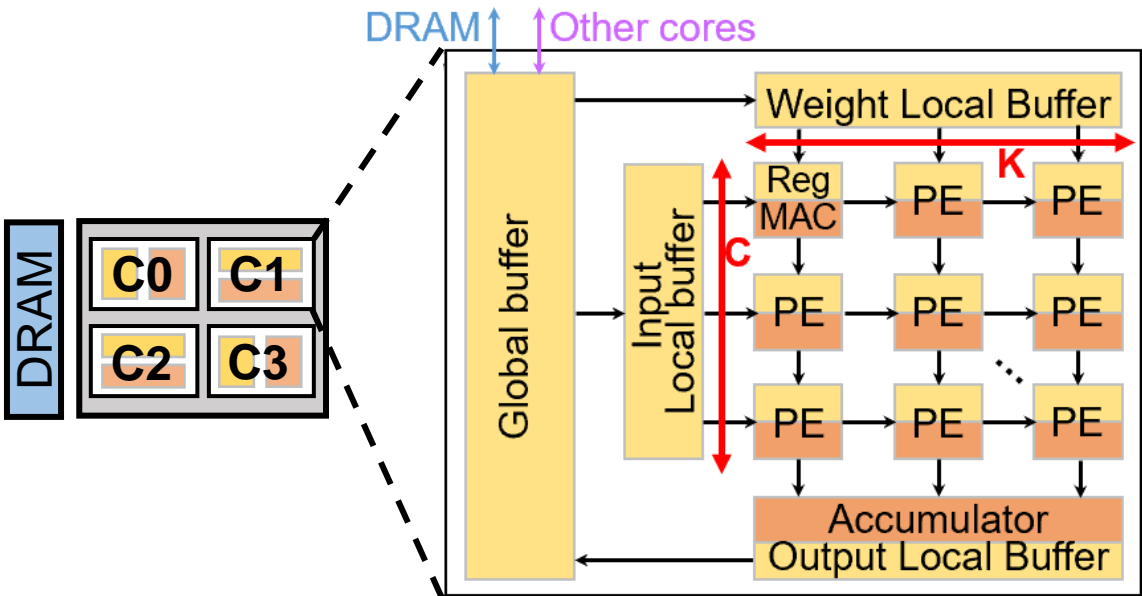 DRAM
Other cores
Weight Local Buffer
K
Reg
MAC
PE
PE
C
PE
PE
PE
PE
PE
PE
Global buffer
Input
Local buffer
Accumulator
Output Local Buffer
DRAM
C0
C1
C2
C3